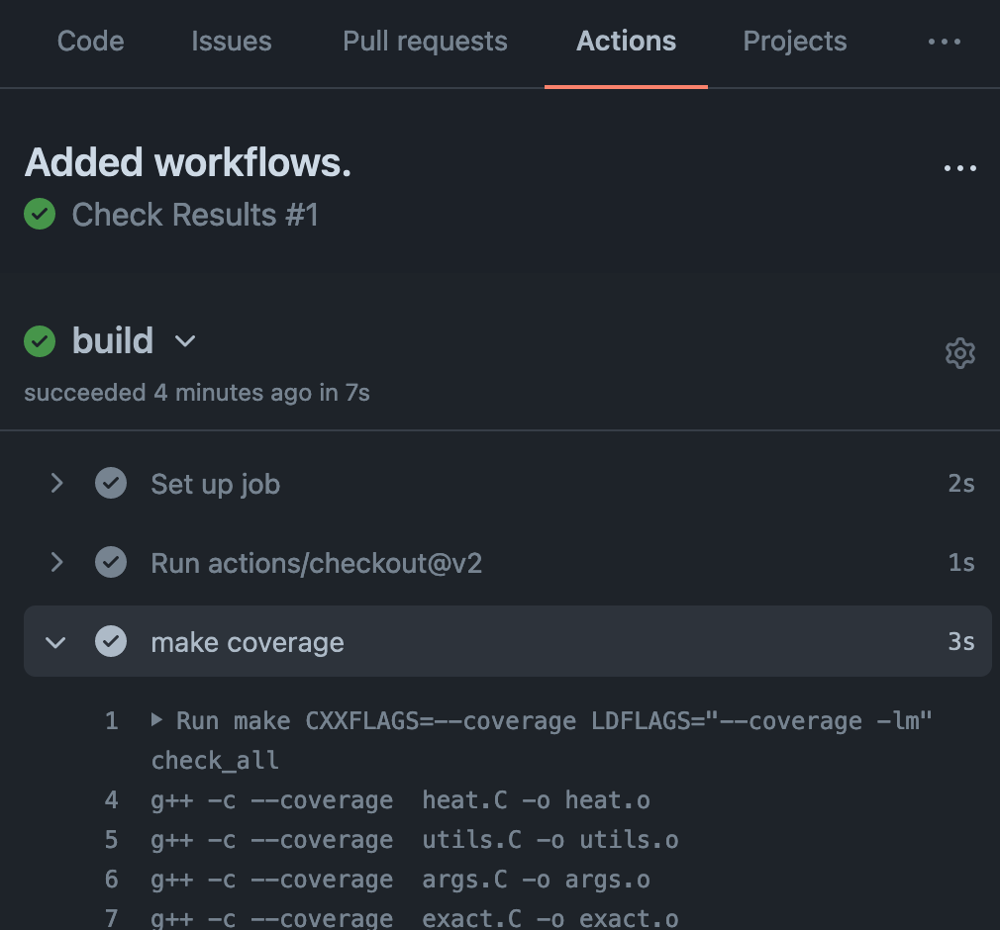 Code Issues Pull requests Actions Projects ...
Added workflows. ...
Check Results #1
build
succeeded 4 minutes ago in 7s
Set up job 2s
Run actions/checkout@v2 1s
make coverage 3s
1 Run make CXXFLAGS=--coverage LDFLAGS="--coverage -lm"
check_all
4 g++ -c --coverage  heat.C -o heat.o
5 g++ -c --coverage  utils.C -o utils.o
6 g++ -c --coverage  args.C -o args.o
7 g++ -c --coverage  exact.C -o exact.o